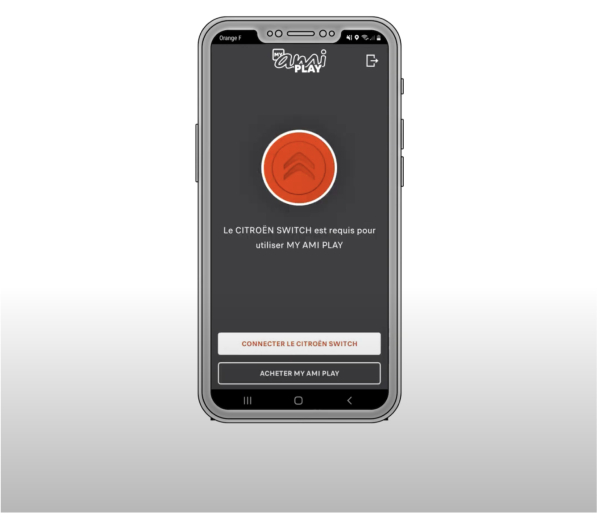 Orange F
MY
ami
PLAY
Le CITROËN SWITCH est requis pour
utiliser MY AMI PLAY
CONNECTER LE CITROËN SWITCH
ACHETER MY AMI PLAY